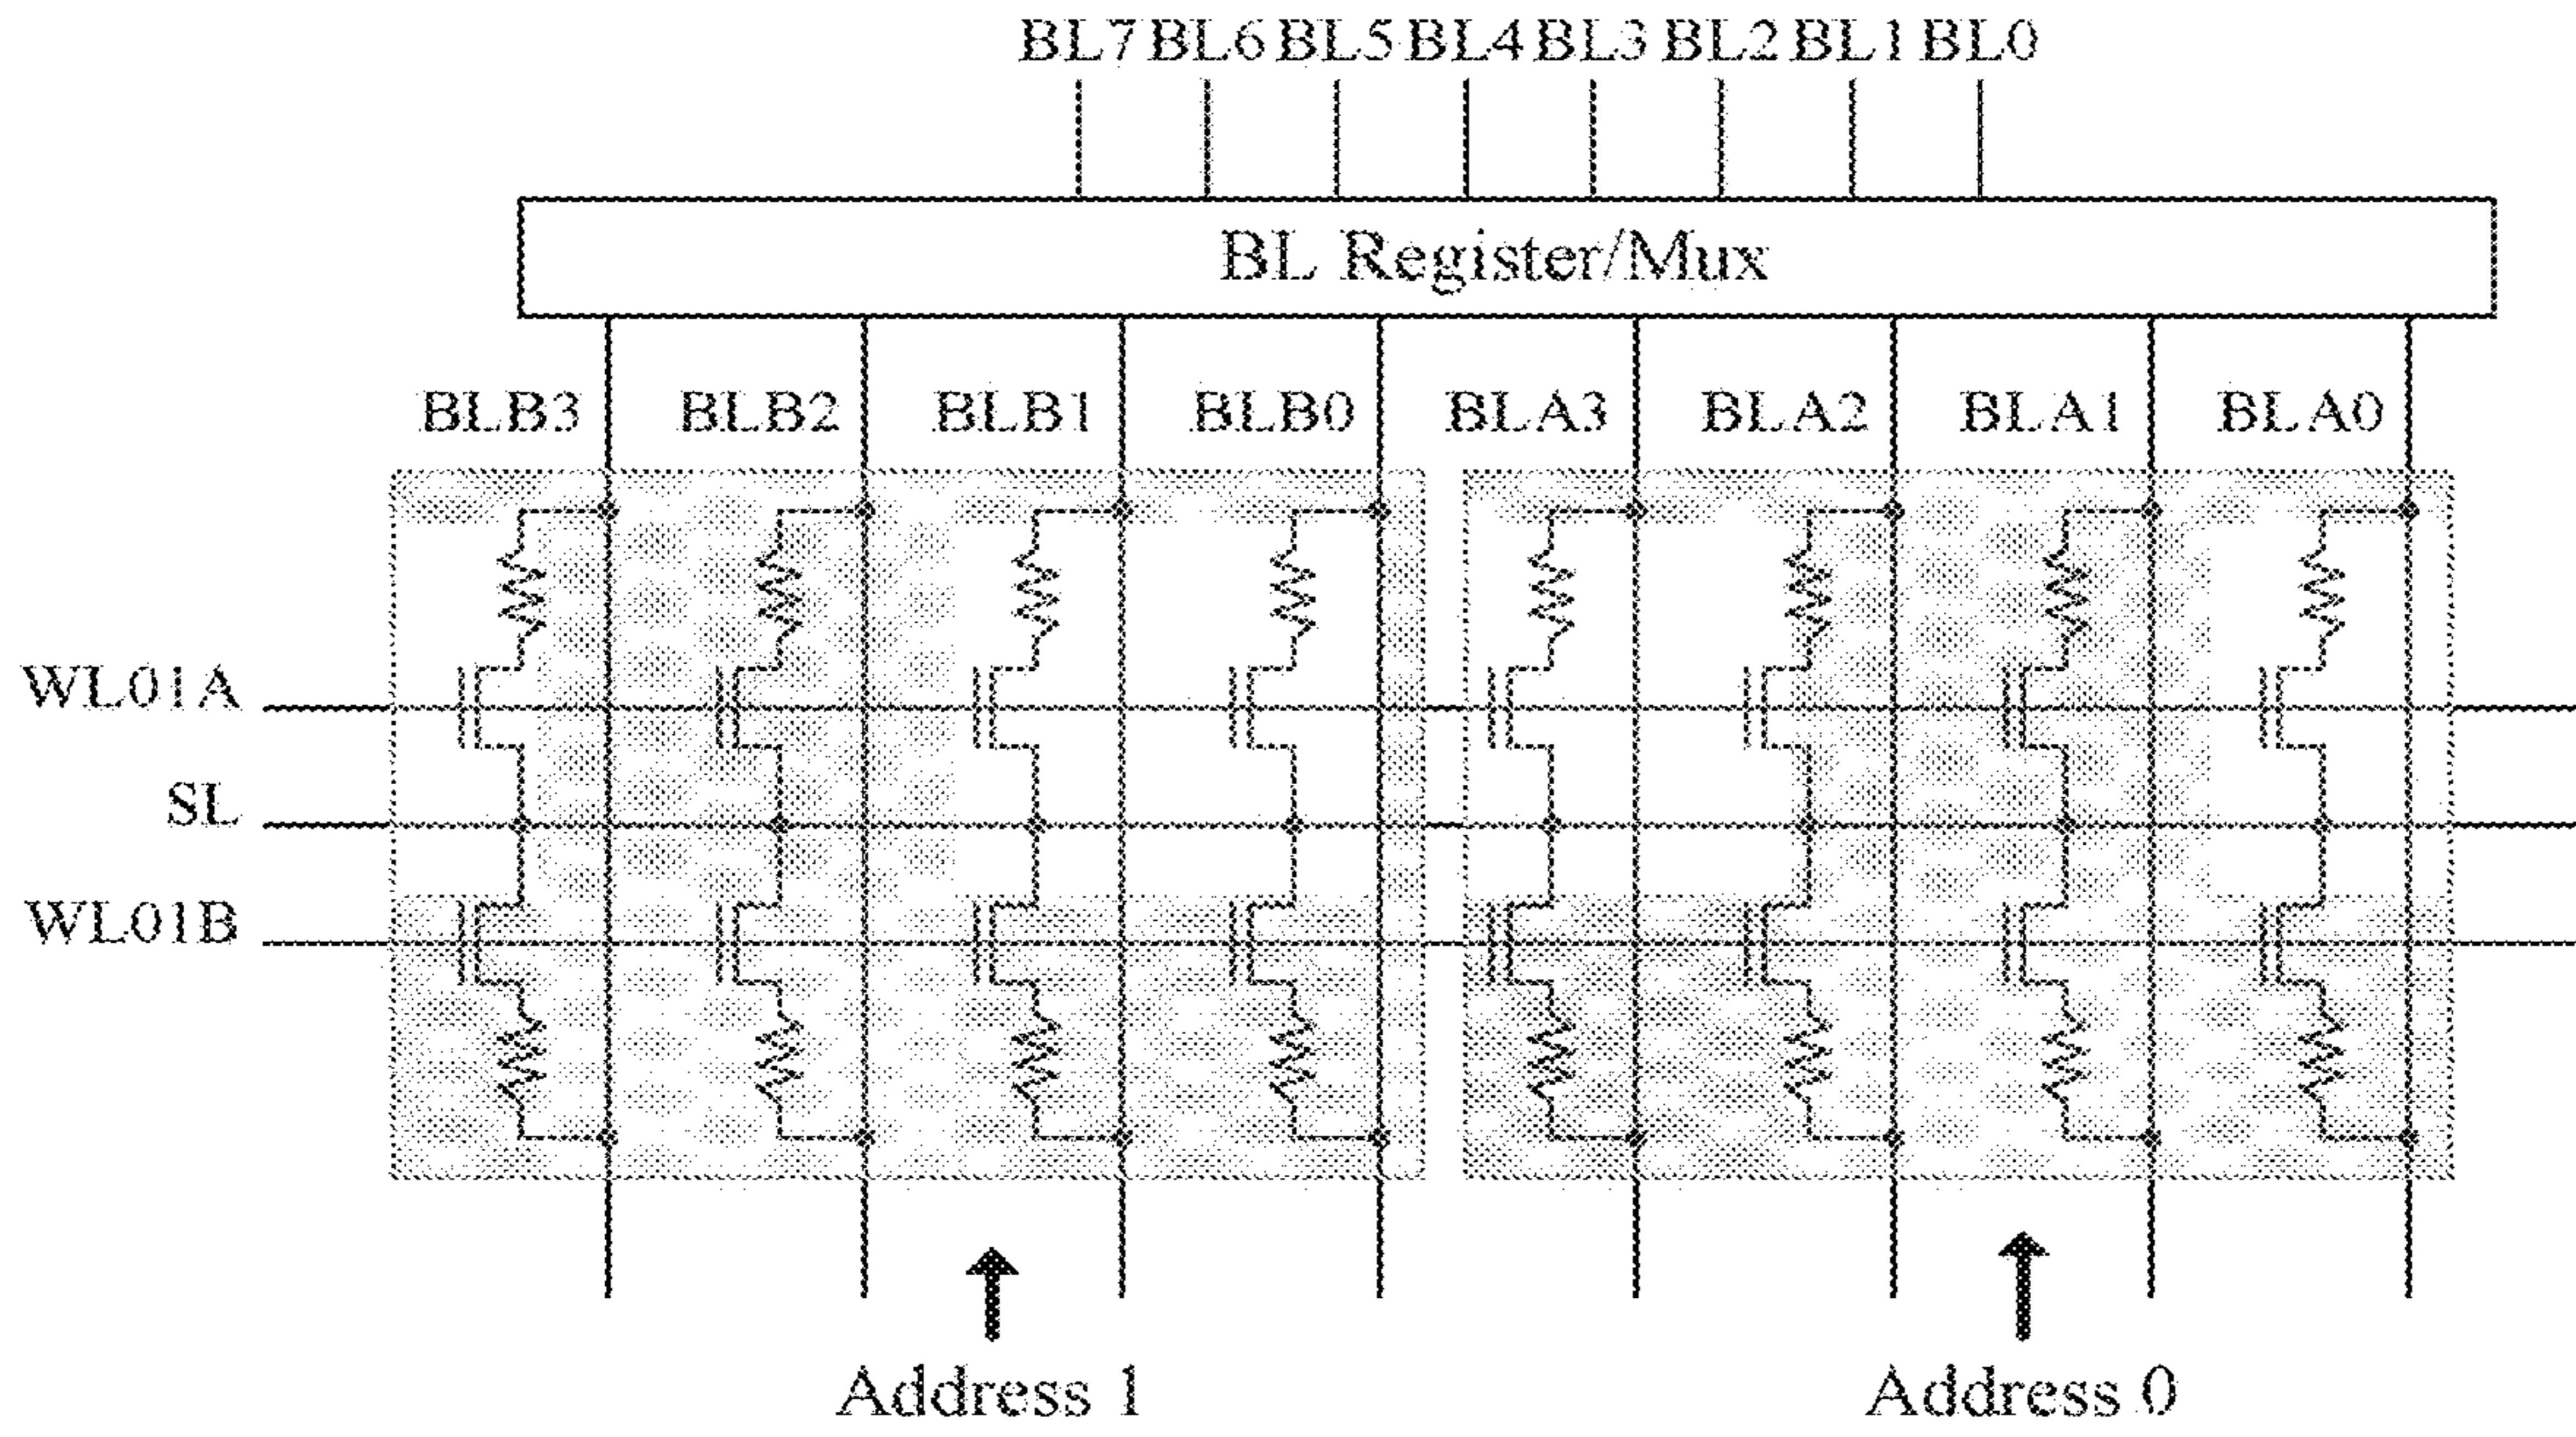 BL7 BL6 BL5 BL4 BL3 BL2 BL1 BL0
BL Register/Mux
BLB3 BLB2 BLB1 BLB0 BLA3 BLA2 BLA1 BLA0
WL01A
SL
WL01B
Address 1 Address 0